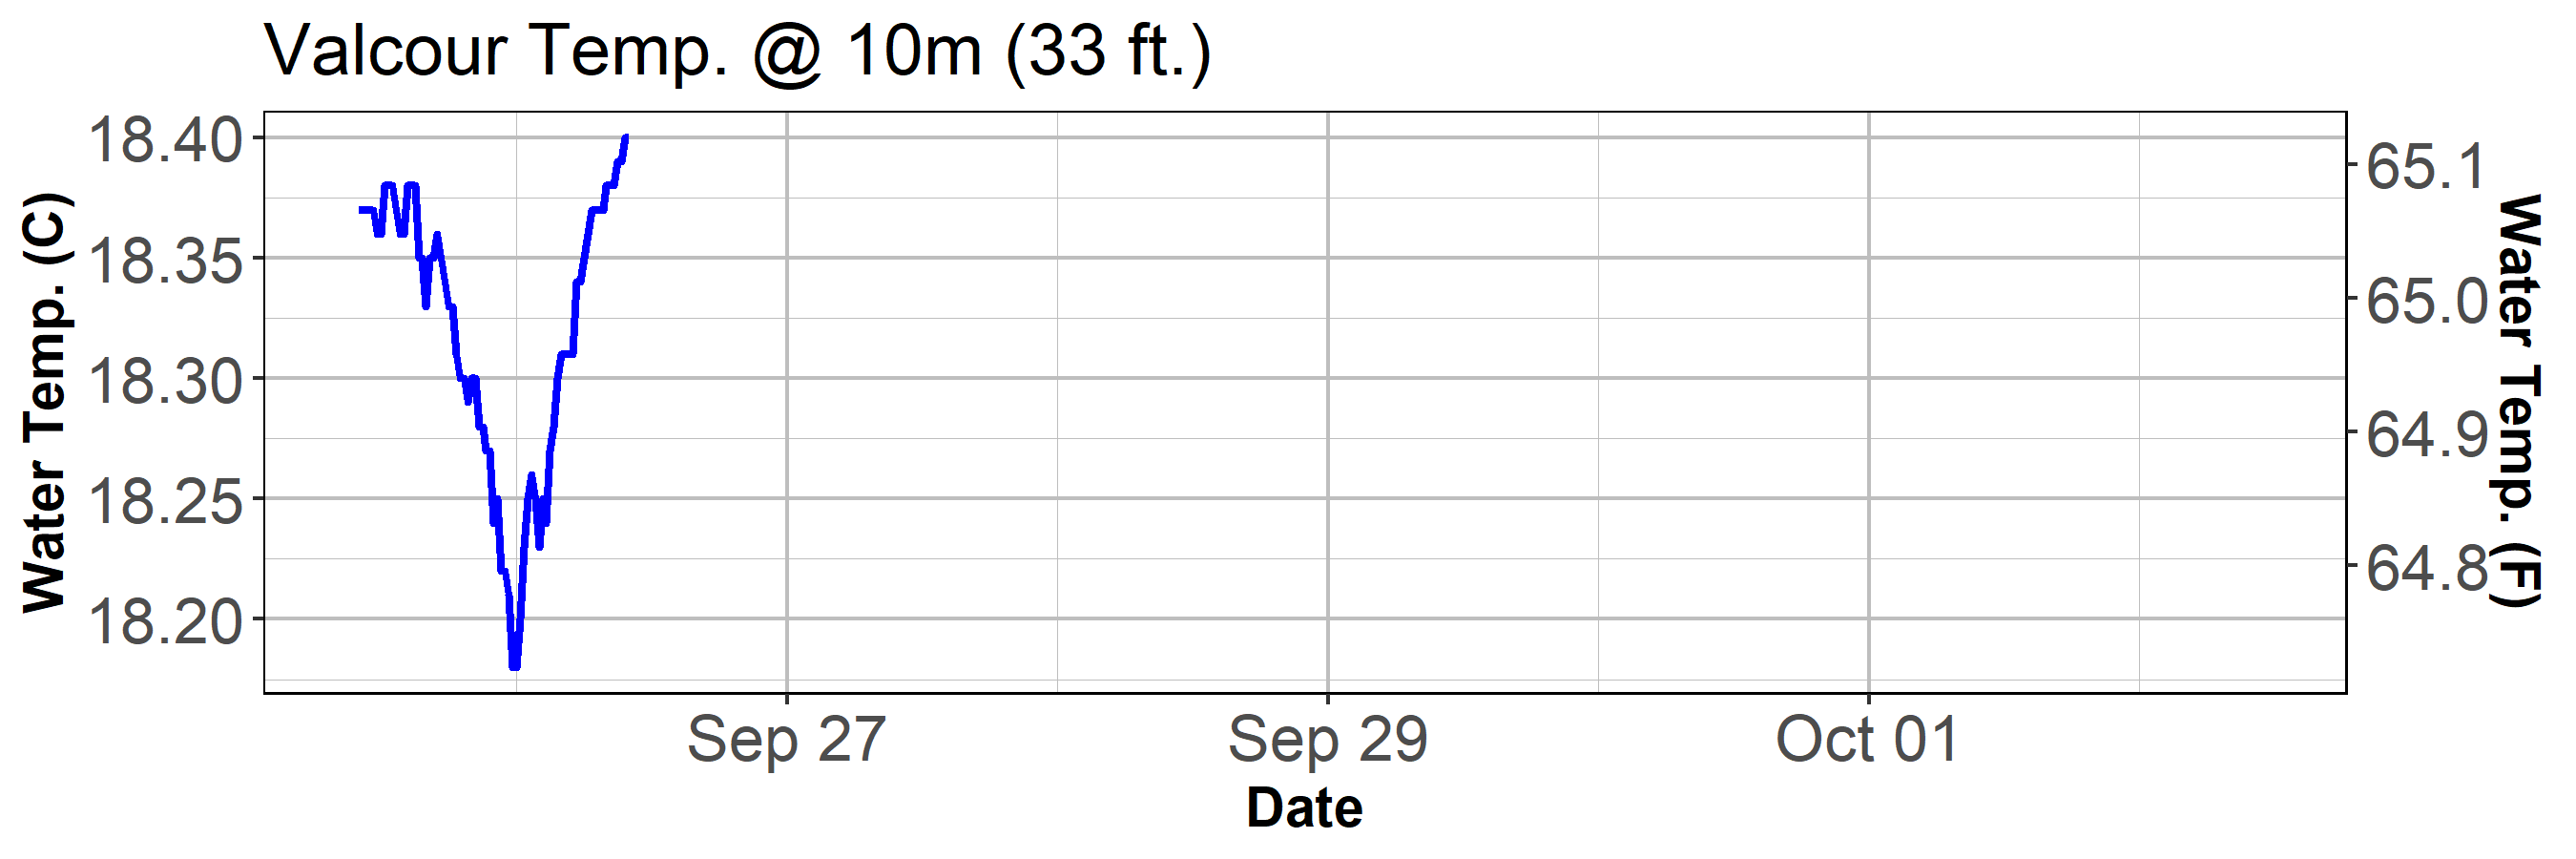 Valcour Temp. @ 10m (33 ft.)
Water Temp. (C)
18.40
18.35
18.30
18.25
18.20
65.1
65.0
64.9
64.8
Water Temp. (F)
Sep 27
Sep 29
Oct 01
Date